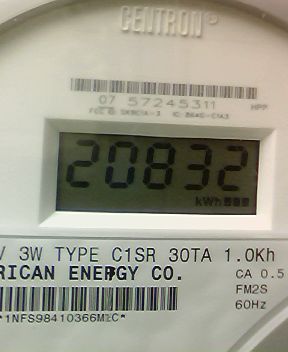 CENTRON®
07 57245311 HPP
20832
kWh
V 3W TYPE C1SR 30TA 1.0Kh
RICAN ENERGY CO. CA 0.5
FM2S
60Hz